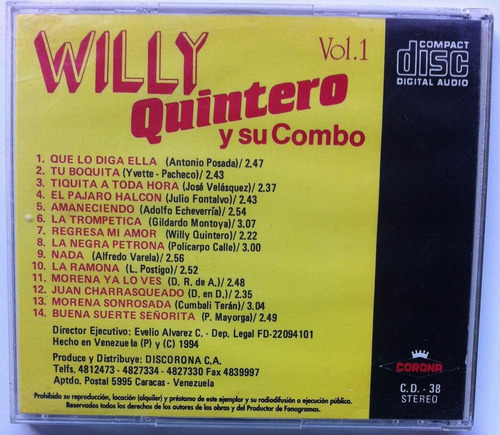 WILLY
Vol.1
Quintero
y su Combo
COMPACT
disc
DIGITAL AUDIO
1. QUE LO DIGA ELLA (Antonio Posada)/ 2.47
2. TU BOQUITA (Yvette - Pacheco)/ 2.43
3. TIQUITA A TODA HORA (José Velásquez)/ 2.37
4. EL PAJARO HALCON (Julio Fontalvo)/ 2.43
5. AMANECIENDO (Adolfo Echeverría)/ 2.54
6. LA TROMPETICA (Gildardo Montoya)/ 3.07
7. REGRESA MI AMOR (Willy Quintero)/ 2.22
8. LA NEGRA PETRONA (Policarpo Calle)/ 3.00
9. NADA (Alfredo Varela)/ 2.56
10. LA RAMONA (L. Postigo)/ 2.52
11. MORENA YA LO VES (D. R. de A.)/ 2.48
12. JUAN CHARRASQUEADO (D. en D,)/ 2.35
13. MORENA SONROSADA (Cumbali Terán)/ 3.04
14. BUENA SUERTE SEÑORITA (P. Mayorga)/ 2.49
Director Ejecutivo: Evelio Alvarez C. - Dep. Legal FD-22094101
Hecho en Venezuela (P) y (C) 1994
Produce y Distribuye: DISCORONA C.A.
Telfs. 4812473 - 4827334 - 4827330 Fax 4839997
Aptdo. Postal 5995 Caracas - Venezuela
Prohibida su reproducción, locación (alquiler) y préstamo de este ejemplar y su radiodifusión o ejecución pública.
Reservados todos los derechos de los autores de las obras y del Productor de Fonogramas.
CORONA
C.D. - 38
STEREO